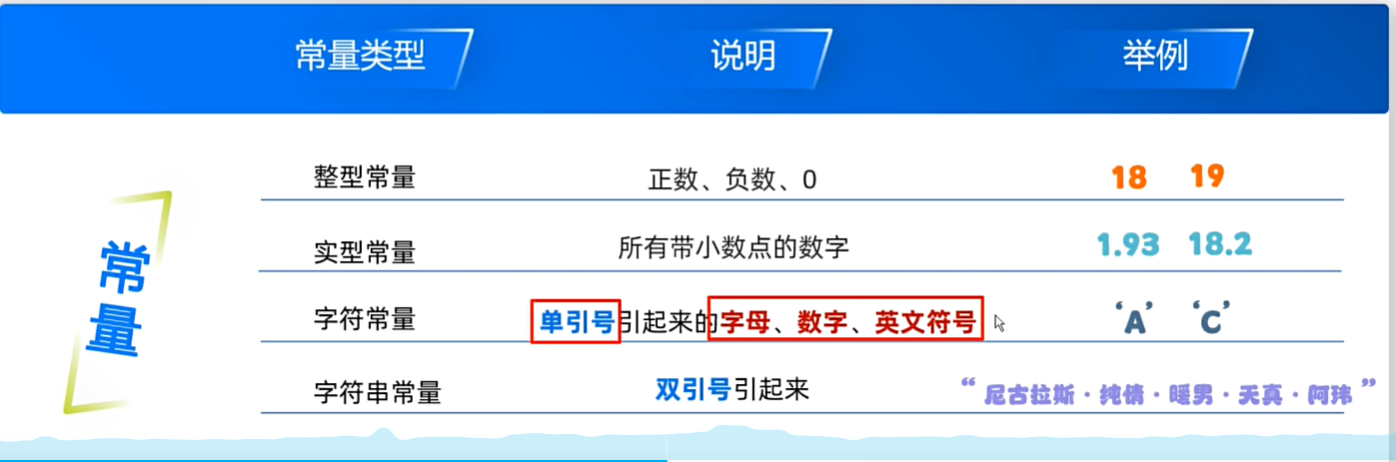 常量类型 说明 举例
常量
整型常量 正数、负数、0 18 19
实型常量 所有带小数点的数字 1.93 18.2
字符常量 单引号引起来的字母、数字、英文符号 ‘A’ ‘C’
字符串常量 双引号引起来 “尼古拉斯·纯情·暖男·天真·阿玮”